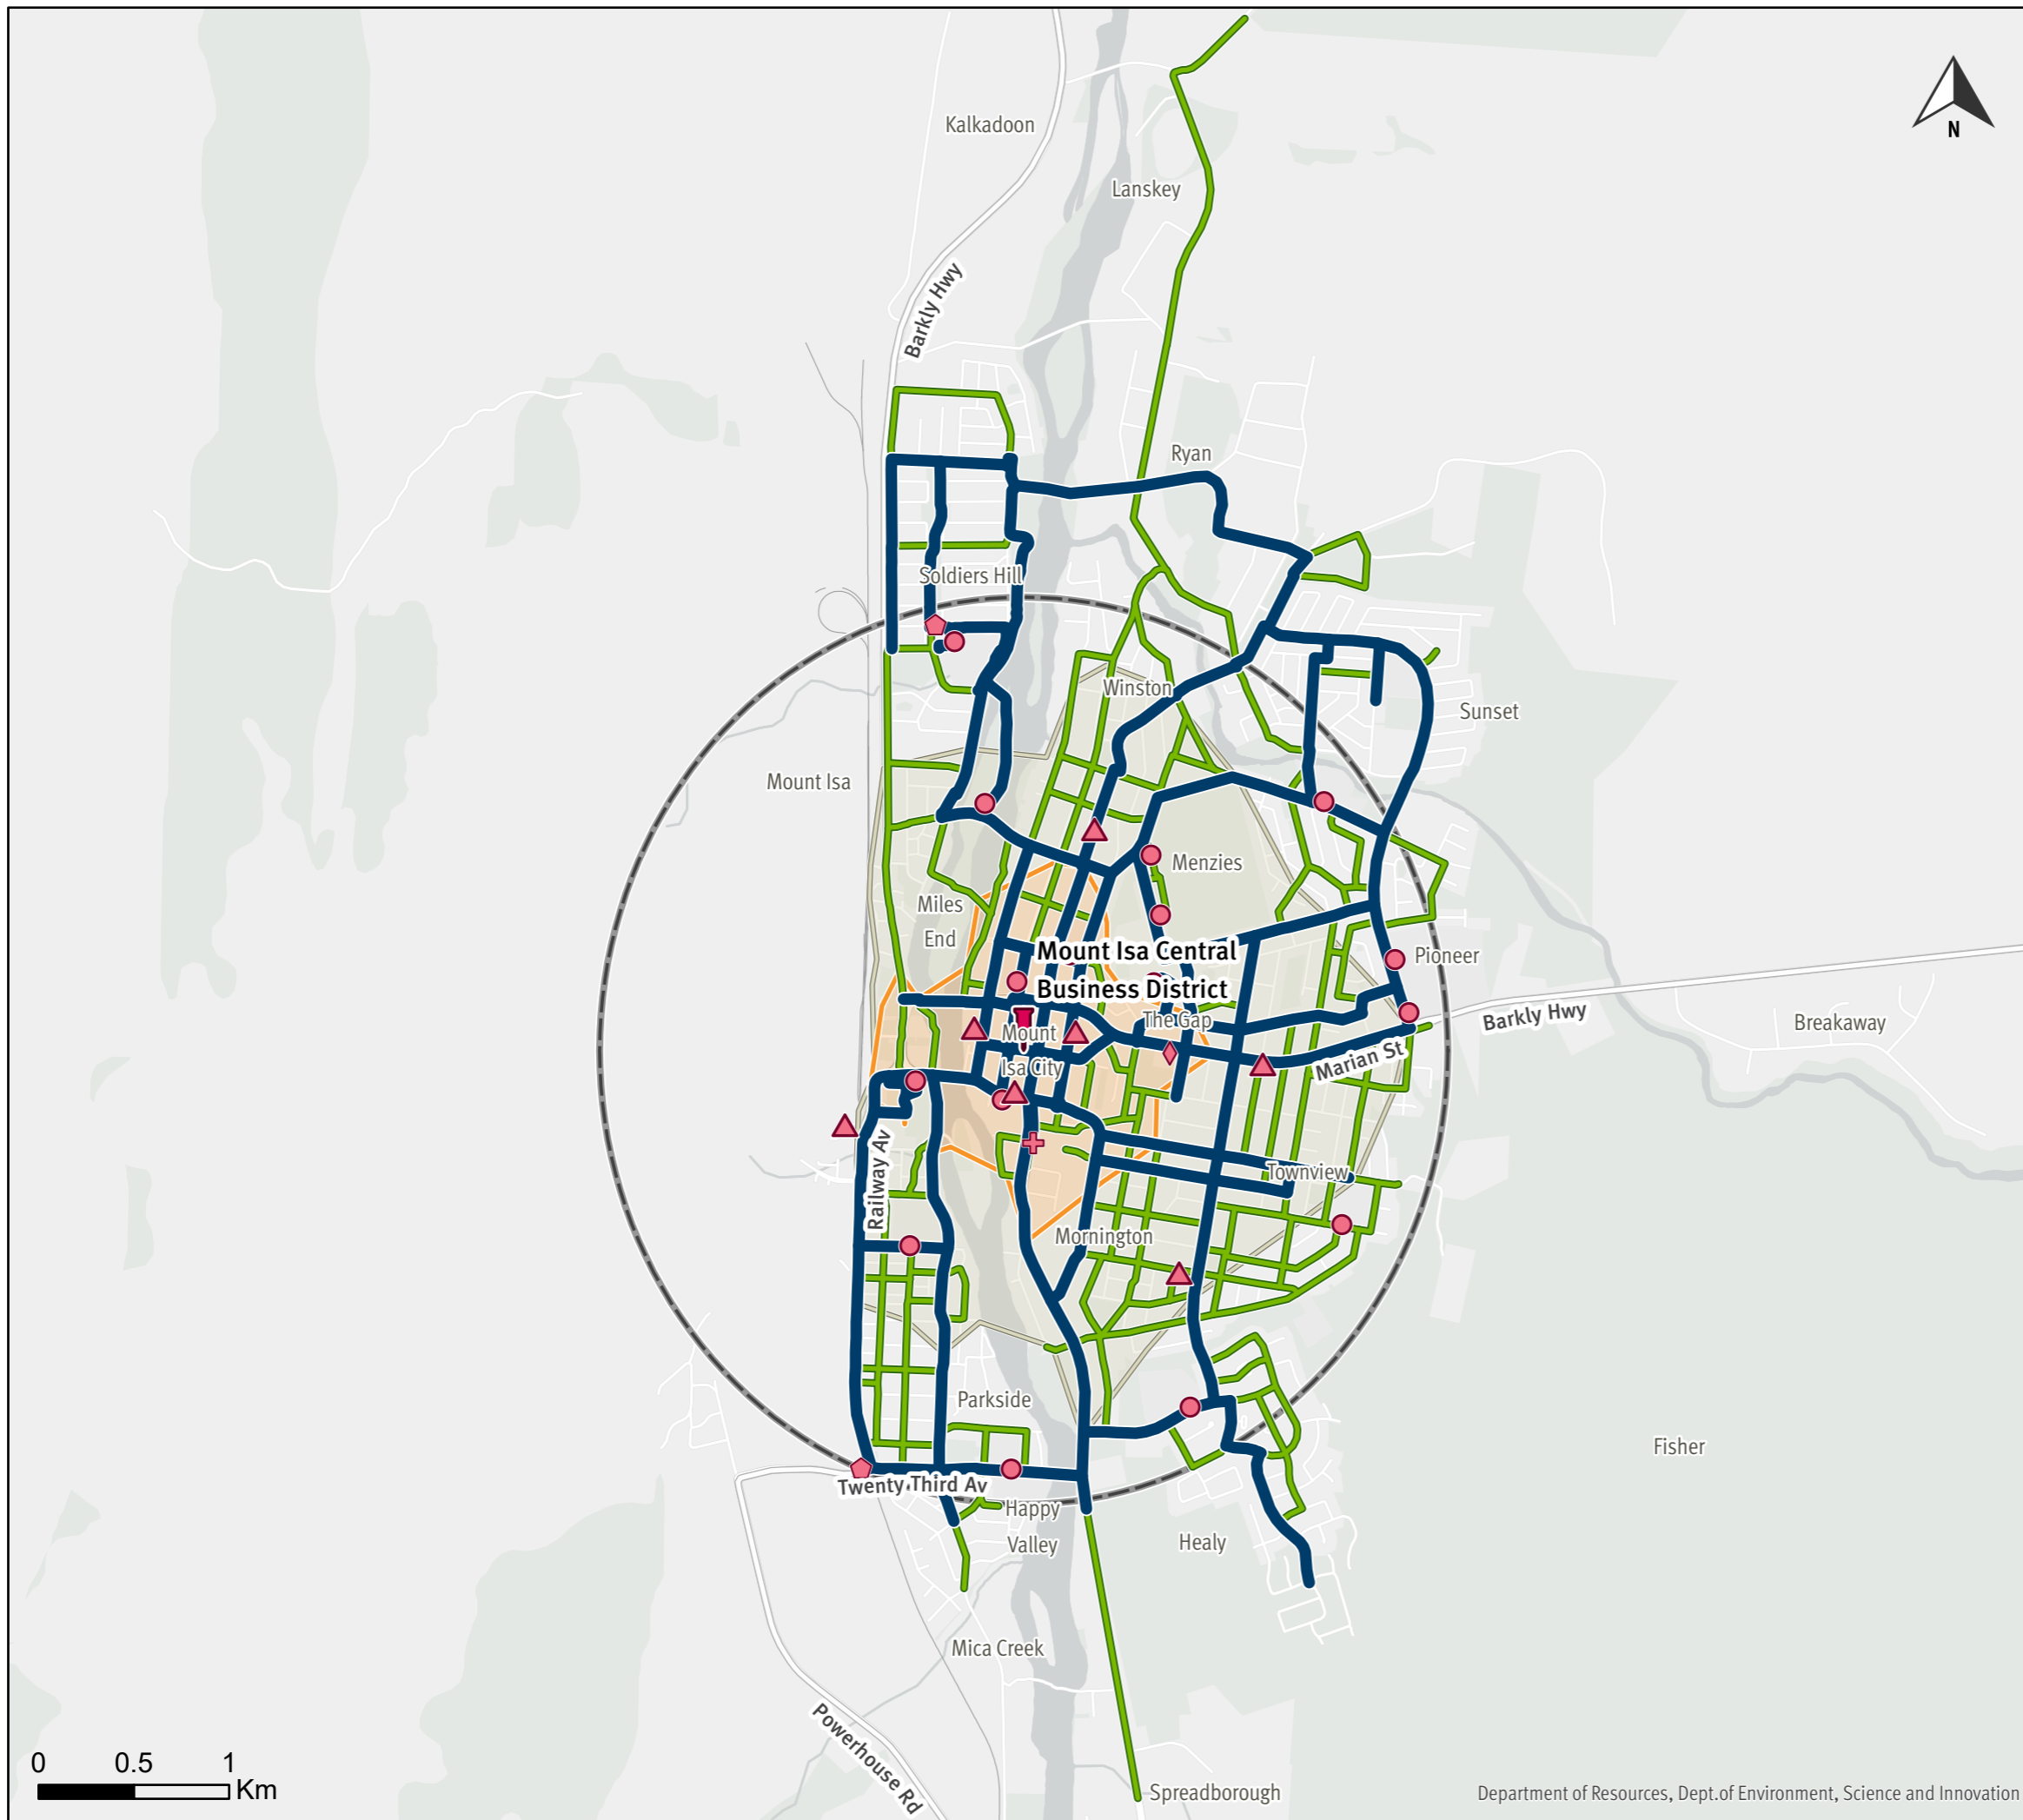 N
Kalkadoon
Lanskey
Barkly Hwy
Ryan
Soldiers Hill
Winston
Sunset
Mount Isa
Menzies
Miles
End
Mount Isa Central
Business District
Pioneer
The Gap
Mount
Isa City
Barkly Hwy
Breakaway
Marian St
Railway Av
Townview
Mornington
Parkside
Fisher
Twenty Third Av
Happy
Valley
Healy
Mica Creek
Powerhouse Rd
Spreadborough
0 0.5 1
Km
Department of Resources, Dept.of Environment, Science and Innovation